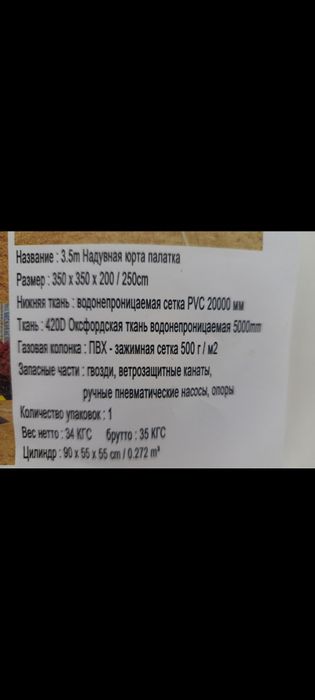 Название : 3.5m Надувная юрта палатка
Размер : 350 x 350 x 200 / 250cm
Нижняя ткань : водонепроницаемая сетка PVC 20000 мм
Ткань : 420D Оксфордская ткань водонепроницаемая 5000mm
Газовая колонка : ПВХ - зажимная сетка 500 г / м2
Запасные части : гвозди, ветрозащитные канаты,
ручные пневматические насосы, опоры
Количество упаковок : 1
Вес нетто : 34 КГС брутто : 35 КГС
Цилиндр : 90 x 55 x 55 cm / 0.272 m³